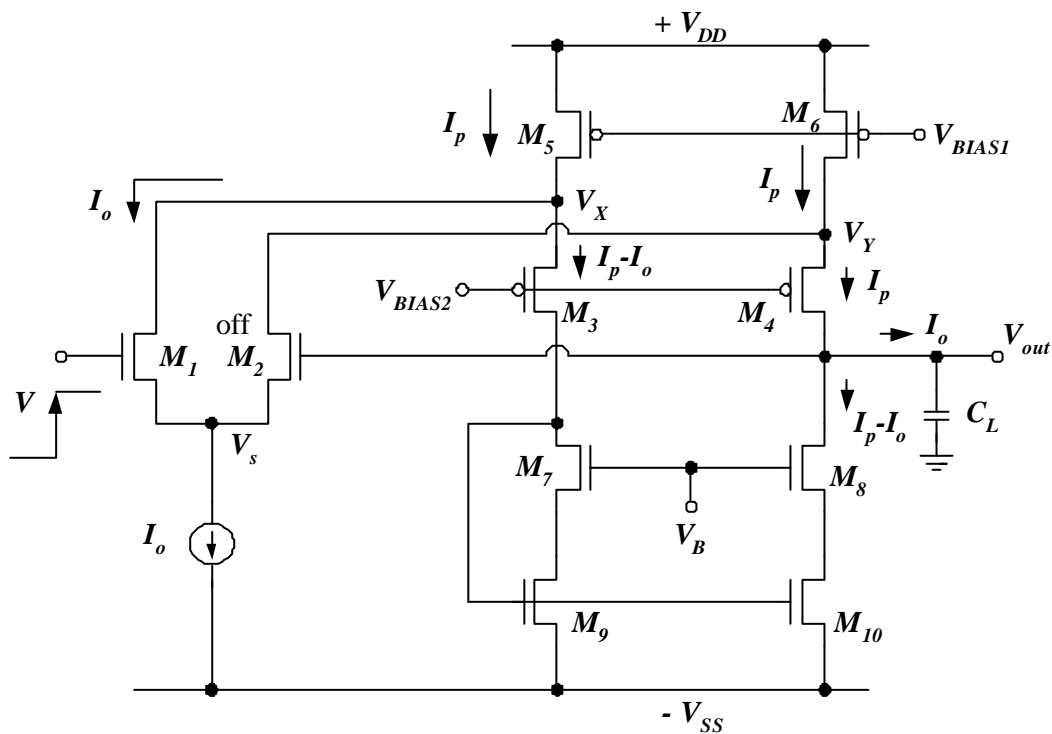 + V_DD
I_p
M_5
M_6
V_BIAS1
I_o
V_X
I_p
V_Y
I_p-I_o
V_BIAS2
M_3
M_4
I_p
off
M_1
M_2
I_o
V_out
V
V_s
I_p-I_o
C_L
M_7
M_8
V_B
I_o
M_9
M_10
- V_SS